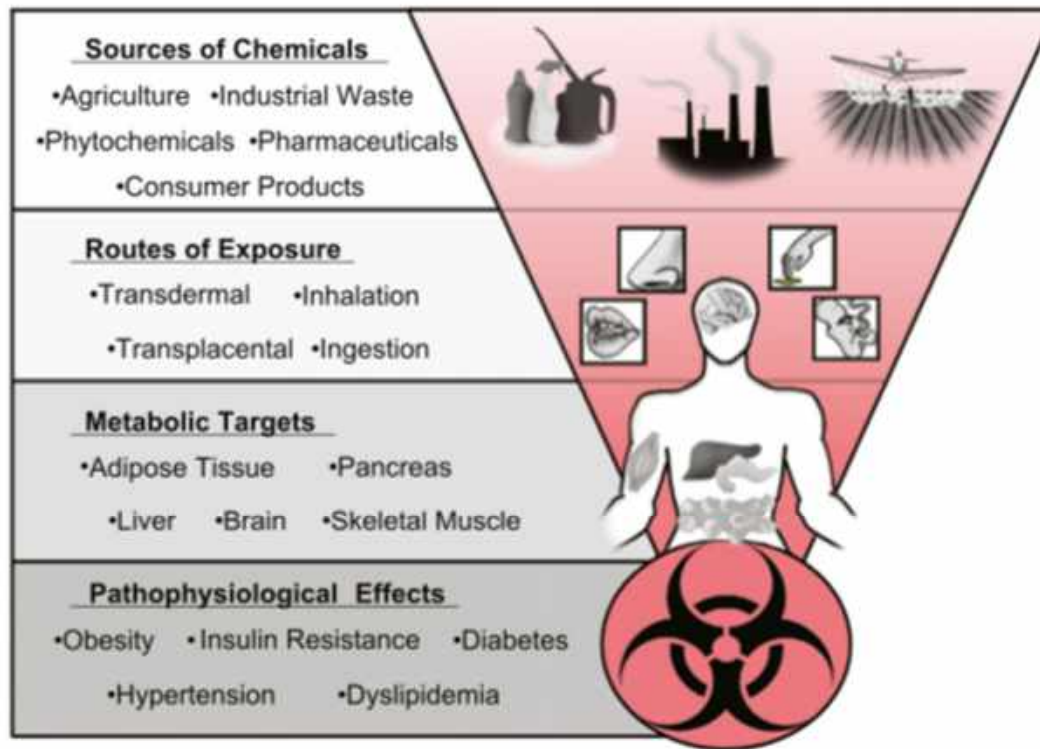 Sources of Chemicals
•Agriculture •Industrial Waste
•Phytochemicals •Pharmaceuticals
•Consumer Products
Routes of Exposure
•Transdermal •Inhalation
•Transplacental •Ingestion
Metabolic Targets
•Adipose Tissue •Pancreas
•Liver •Brain •Skeletal Muscle
Pathophysiological Effects
•Obesity •Insulin Resistance •Diabetes
•Hypertension •Dyslipidemia